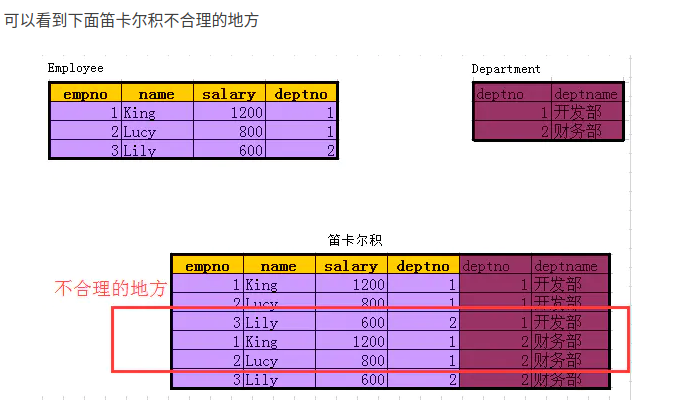 可以看到下面笛卡尔积不合理的地方
Employee
Department
empno name salary deptno
deptno deptname
1 King 1200 1
1 开发部
2 Lucy 800 1
2 财务部
3 Lily 600 2
笛卡尔积
empno name salary deptno deptno deptname
1 King 1200 1 1 开发部
不合理的地方
2 Lucy 800 1 1 开发部
3 Lily 600 2 1 开发部
1 King 1200 1 2 财务部
2 Lucy 800 1 2 财务部
3 Lily 600 2 2 财务部